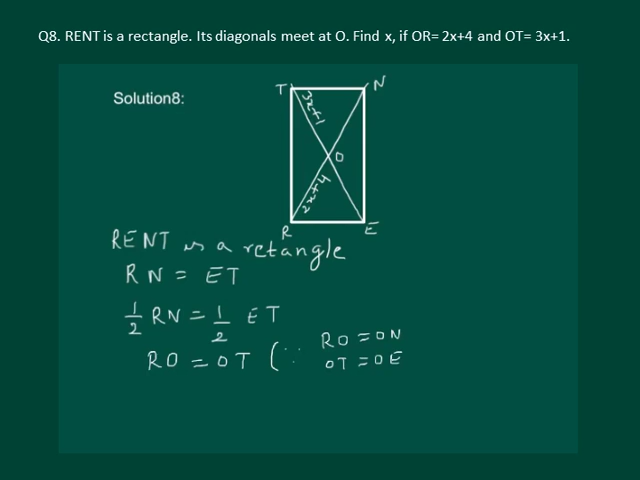 Q8. RENT is a rectangle. Its diagonals meet at O. Find x, if OR= 2x+4 and OT= 3x+1.
Solution8:
T N
3x+1
O
2x+4
R E
RENT is a retangle
RN = ET
1/2 RN = 1/2 ET
RO = OT (∵ RO = ON
OT = OE